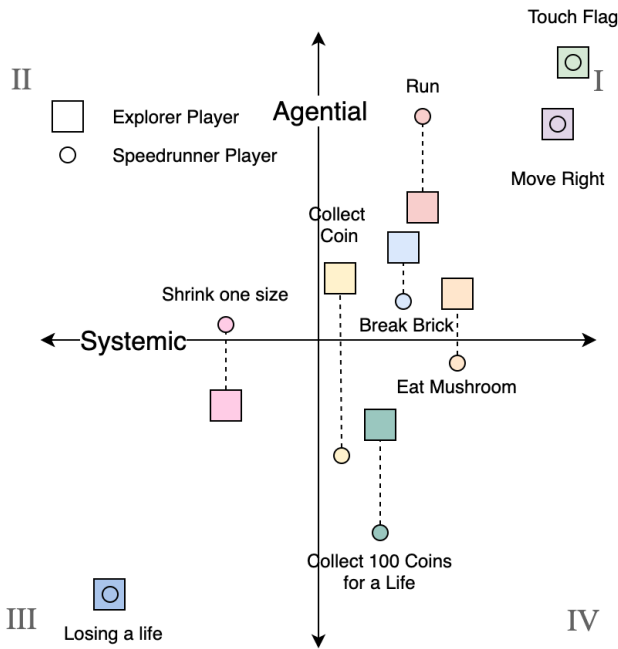 Touch Flag
II
I
Run
Agential
Explorer Player
Speedrunner Player
Move Right
Collect
Coin
Shrink one size
Break Brick
Systemic
Eat Mushroom
Collect 100 Coins
for a Life
III
IV
Losing a life